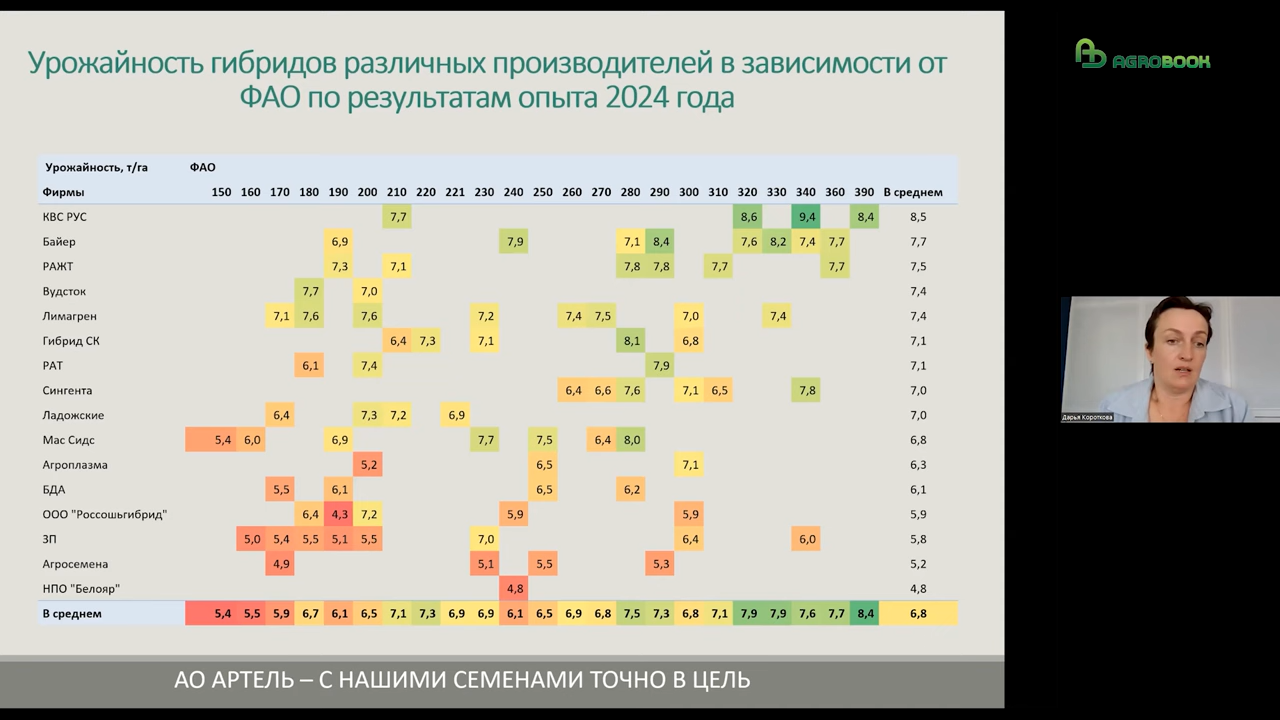 Урожайность гибридов различных производителей в зависимости от
ФАО по результатам опыта 2024 года
AGROBOOK
Урожайность, т/га ФАО
Фирмы 150 160 170 180 190 200 210 220 221 230 240 250 260 270 280 290 300 310 320 330 340 360 390 В среднем
КВС РУС 7,7 8,6 9,4 8,4 8,5
Байер 6,9 7,9 7,1 8,4 7,6 8,2 7,4 7,7 7,7
РАЖТ 7,3 7,1 7,8 7,8 7,7 7,7 7,5
Вудсток 7,7 7,0 7,4
Лимагрен 7,1 7,6 7,6 7,2 7,4 7,5 7,0 7,4 7,4
Гибрид СК 6,4 7,3 7,1 8,1 6,8 7,1
РАТ 6,1 7,4 7,9 7,1
Сингента 6,4 6,6 7,6 7,1 6,5 7,8 7,0
Ладожские 6,4 7,3 7,2 6,9 7,0
Мас Сидс 5,4 6,0 6,9 7,7 7,5 6,4 8,0 6,8
Агроплазма 5,2 6,5 7,1 6,3
БДА 5,5 6,1 6,5 6,2 6,1
ООО "Россошьгибрид" 6,4 4,3 7,2 5,9 5,9 5,9
ЗП 5,0 5,4 5,5 5,1 5,5 7,0 6,4 6,0 5,8
Агросемена 4,9 5,1 5,5 5,3 5,2
НПО "Белояр" 4,8 4,8
В среднем 5,4 5,5 5,9 6,7 6,1 6,5 7,1 7,3 6,9 6,9 6,1 6,5 6,9 6,8 7,5 7,3 6,8 7,1 7,9 7,9 7,6 7,7 8,4 6,8
Дарья Короткова
АО АРТЕЛЬ – С НАШИМИ СЕМЕНАМИ ТОЧНО В ЦЕЛЬ